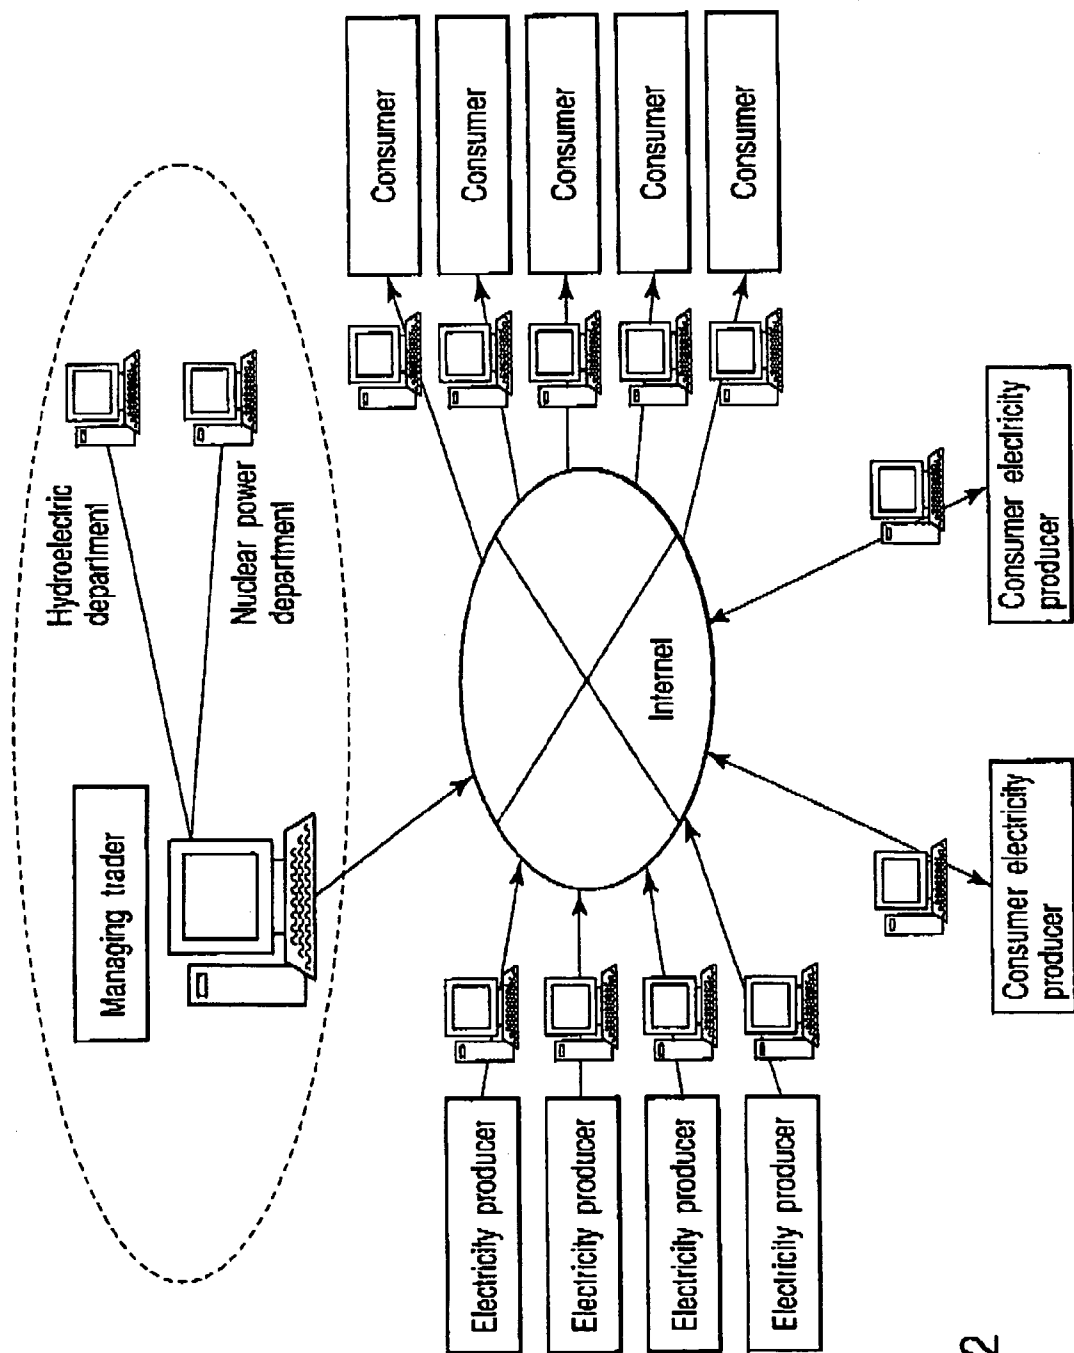 Managing trader
Hydroelectric
department
Nuclear power
department
Electricity producer
Electricity producer
Electricity producer
Electricity producer
Internet
Consumer
Consumer
Consumer
Consumer
Consumer
Consumer electricity
producer
Consumer electricity
producer
2